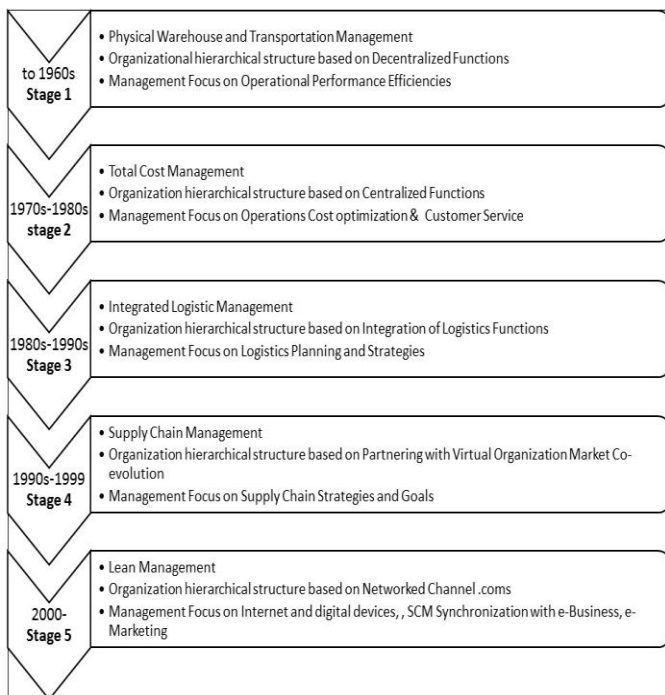 to 1960s
Stage 1
• Physical Warehouse and Transportation Management
• Organizational hierarchical structure based on Decentralized Functions
• Management Focus on Operational Performance Efficiencies
1970s-1980s
stage 2
• Total Cost Management
• Organization hierarchical structure based on Centralized Functions
• Management Focus on Operations Cost optimization & Customer Service
1980s-1990s
Stage 3
• Integrated Logistic Management
• Organization hierarchical structure based on Integration of Logistics Functions
• Management Focus on Logistics Planning and Strategies
1990s-1999
Stage 4
• Supply Chain Management
• Organization hierarchical structure based on Partnering with Virtual Organization Market Co-
evolution
• Management Focus on Supply Chain Strategies and Goals
2000-
Stage 5
• Lean Management
• Organization hierarchical structure based on Networked Channel .coms
• Management Focus on Internet and digital devices, , SCM Synchronization with e-Business, e-
Marketing